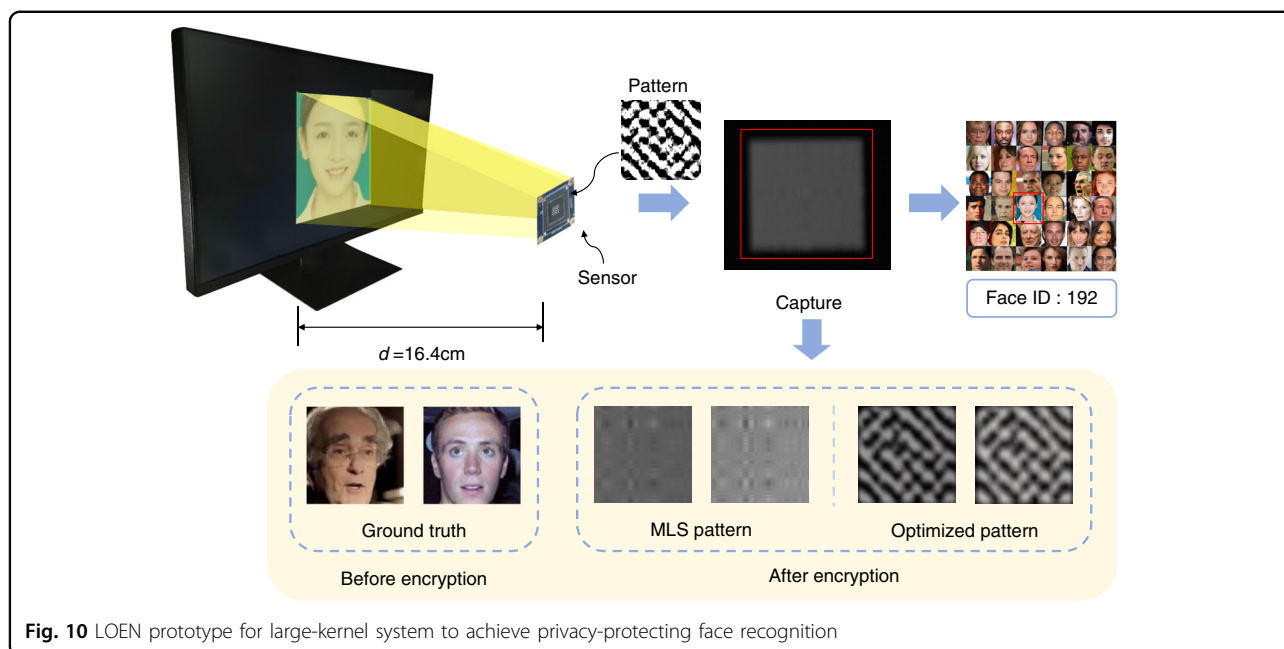 Pattern
Sensor
d=16.4cm
Capture
Face ID : 192
Ground truth
MLS pattern
Optimized pattern
Before encryption
After encryption
Fig. 10 LOEN prototype for large-kernel system to achieve privacy-protecting face recognition